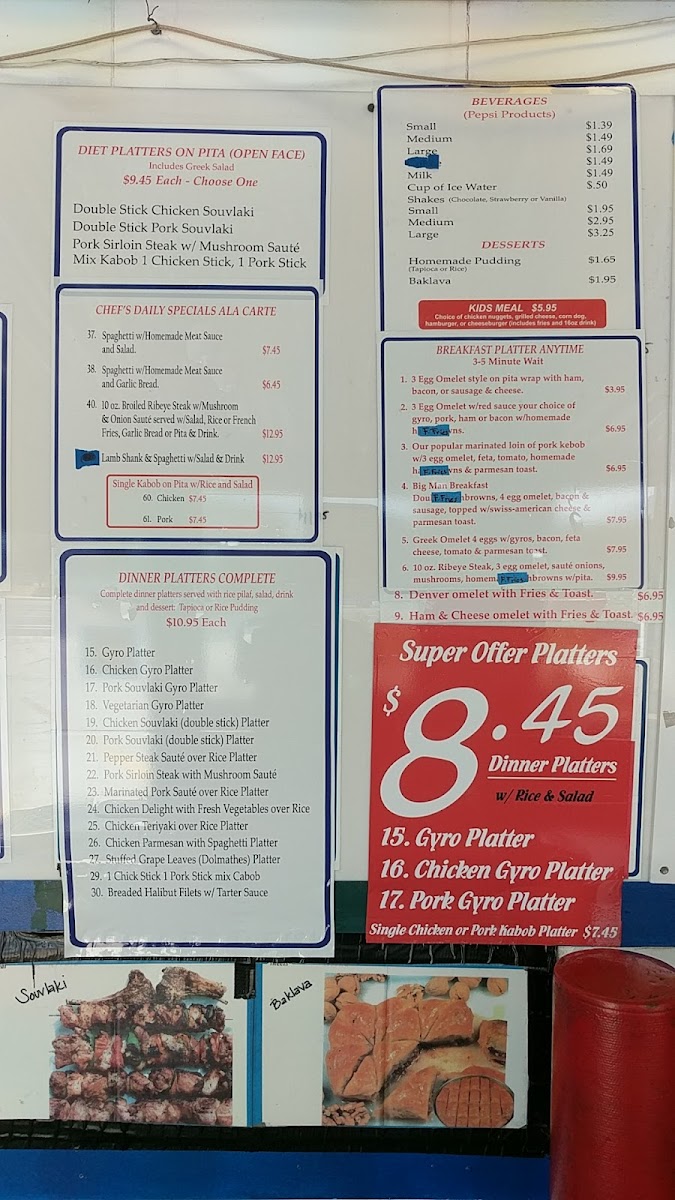 DIET PLATTERS ON PITA (OPEN FACE)
Includes Greek Salad
$9.45 Each - Choose One
Double Stick Chicken Souvlaki
Double Stick Pork Souvlaki
Pork Sirloin Steak w/ Mushroom Sauté
Mix Kabob 1 Chicken Stick, 1 Pork Stick
CHEF'S DAILY SPECIALS ALA CARTE
37. Spaghetti w/Homemade Meat Sauce
and Salad. $7.45
38. Spaghetti w/Homemade Meat Sauce
and Garlic Bread. $6.45
40. 10 oz. Broiled Ribeye Steak w/Mushroom
& Onion Sauté served w/Salad, Rice or French
Fries, Garlic Bread or Pita & Drink. $12.95
Lamb Shank & Spaghetti w/Salad & Drink $12.95
Single Kabob on Pita w/Rice and Salad
60. Chicken $7.45
61. Pork $7.45
DINNER PLATTERS COMPLETE
Complete dinner platters served with rice pilaf, salad, drink
and dessert: Tapioca or Rice Pudding
$10.95 Each
15. Gyro Platter
16. Chicken Gyro Platter
17. Pork Souvlaki Gyro Platter
18. Vegetarian Gyro Platter
19. Chicken Souvlaki (double stick) Platter
20. Pork Souvlaki (double stick) Platter
21. Pepper Steak Sauté over Rice Platter
22. Pork Sirloin Steak with Mushroom Sauté
23. Marinated Pork Sauté over Rice Platter
24. Chicken Delight with Fresh Vegetables over Rice
25. Chicken Teriyaki over Rice Platter
26. Chicken Parmesan with Spaghetti Platter
27. Stuffed Grape Leaves (Dolmathes) Platter
29. 1 Chick Stick 1 Pork Stick mix Cabob
30. Breaded Halibut Filets w/ Tarter Sauce
BEVERAGES
(Pepsi Products)
Small $1.39
Medium $1.49
Large $1.69
$1.49
Milk $1.49
Cup of Ice Water $.50
Shakes (Chocolate, Strawberry or Vanilla)
Small $1.95
Medium $2.95
Large $3.25
DESSERTS
Homemade Pudding $1.65
(Tapioca or Rice)
Baklava $1.95
KIDS MEAL $5.95
Choice of chicken nuggets, grilled cheese, corn dog,
hamburger, or cheeseburger (includes fries and 16oz drink)
BREAKFAST PLATTER ANYTIME
3-5 Minute Wait
1. 3 Egg Omelet style on pita wrap with ham,
bacon, or sausage & cheese. $3.95
2. 3 Egg Omelet w/red sauce your choice of
gyro, pork, ham or bacon w/homemade
h F. Fries wns. $6.95
3. Our popular marinated loin of pork kebob
w/3 egg omelet, feta, tomato, homemade
h F. Fries wns & parmesan toast. $6.95
4. Big Man Breakfast
Dou F. Fries hbrowns, 4 egg omelet, bacon &
sausage, topped w/swiss-american cheese &
parmesan toast. $7.95
5. Greek Omelet 4 eggs w/gyros, bacon, feta
cheese, tomato & parmesan toast. $7.95
6. 10 oz. Ribeye Steak, 3 egg omelet, sauté onions,
mushrooms, homem F. Fries hbrowns w/pita. $9.95
8. Denver omelet with Fries & Toast. $6.95
9. Ham & Cheese omelet with Fries & Toast. $6.95
Super Offer Platters
$8.45
Dinner Platters
w/ Rice & Salad
15. Gyro Platter
16. Chicken Gyro Platter
17. Pork Gyro Platter
Single Chicken or Pork Kabob Platter $7.45
Souvlaki
Baklava